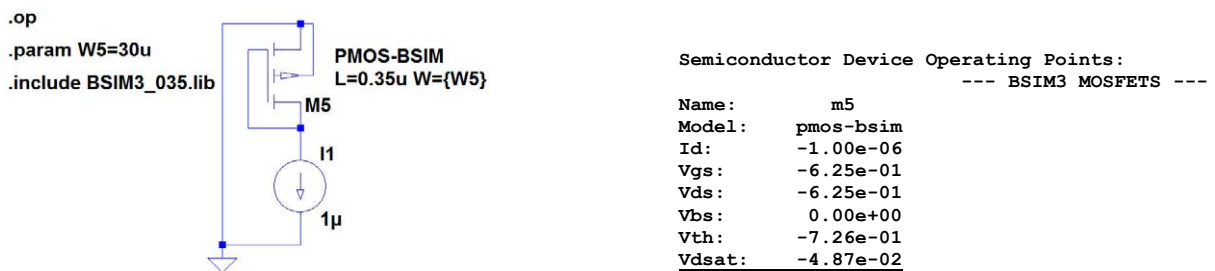 .op
.param W5=30u
.include BSIM3_035.lib
PMOS-BSIM
L=0.35u W={W5}
M5
I1
1µ
Semiconductor Device Operating Points:
--- BSIM3 MOSFETS ---
Name: m5
Model: pmos-bsim
Id: -1.00e-06
Vgs: -6.25e-01
Vds: -6.25e-01
Vbs: 0.00e+00
Vth: -7.26e-01
Vdsat: -4.87e-02